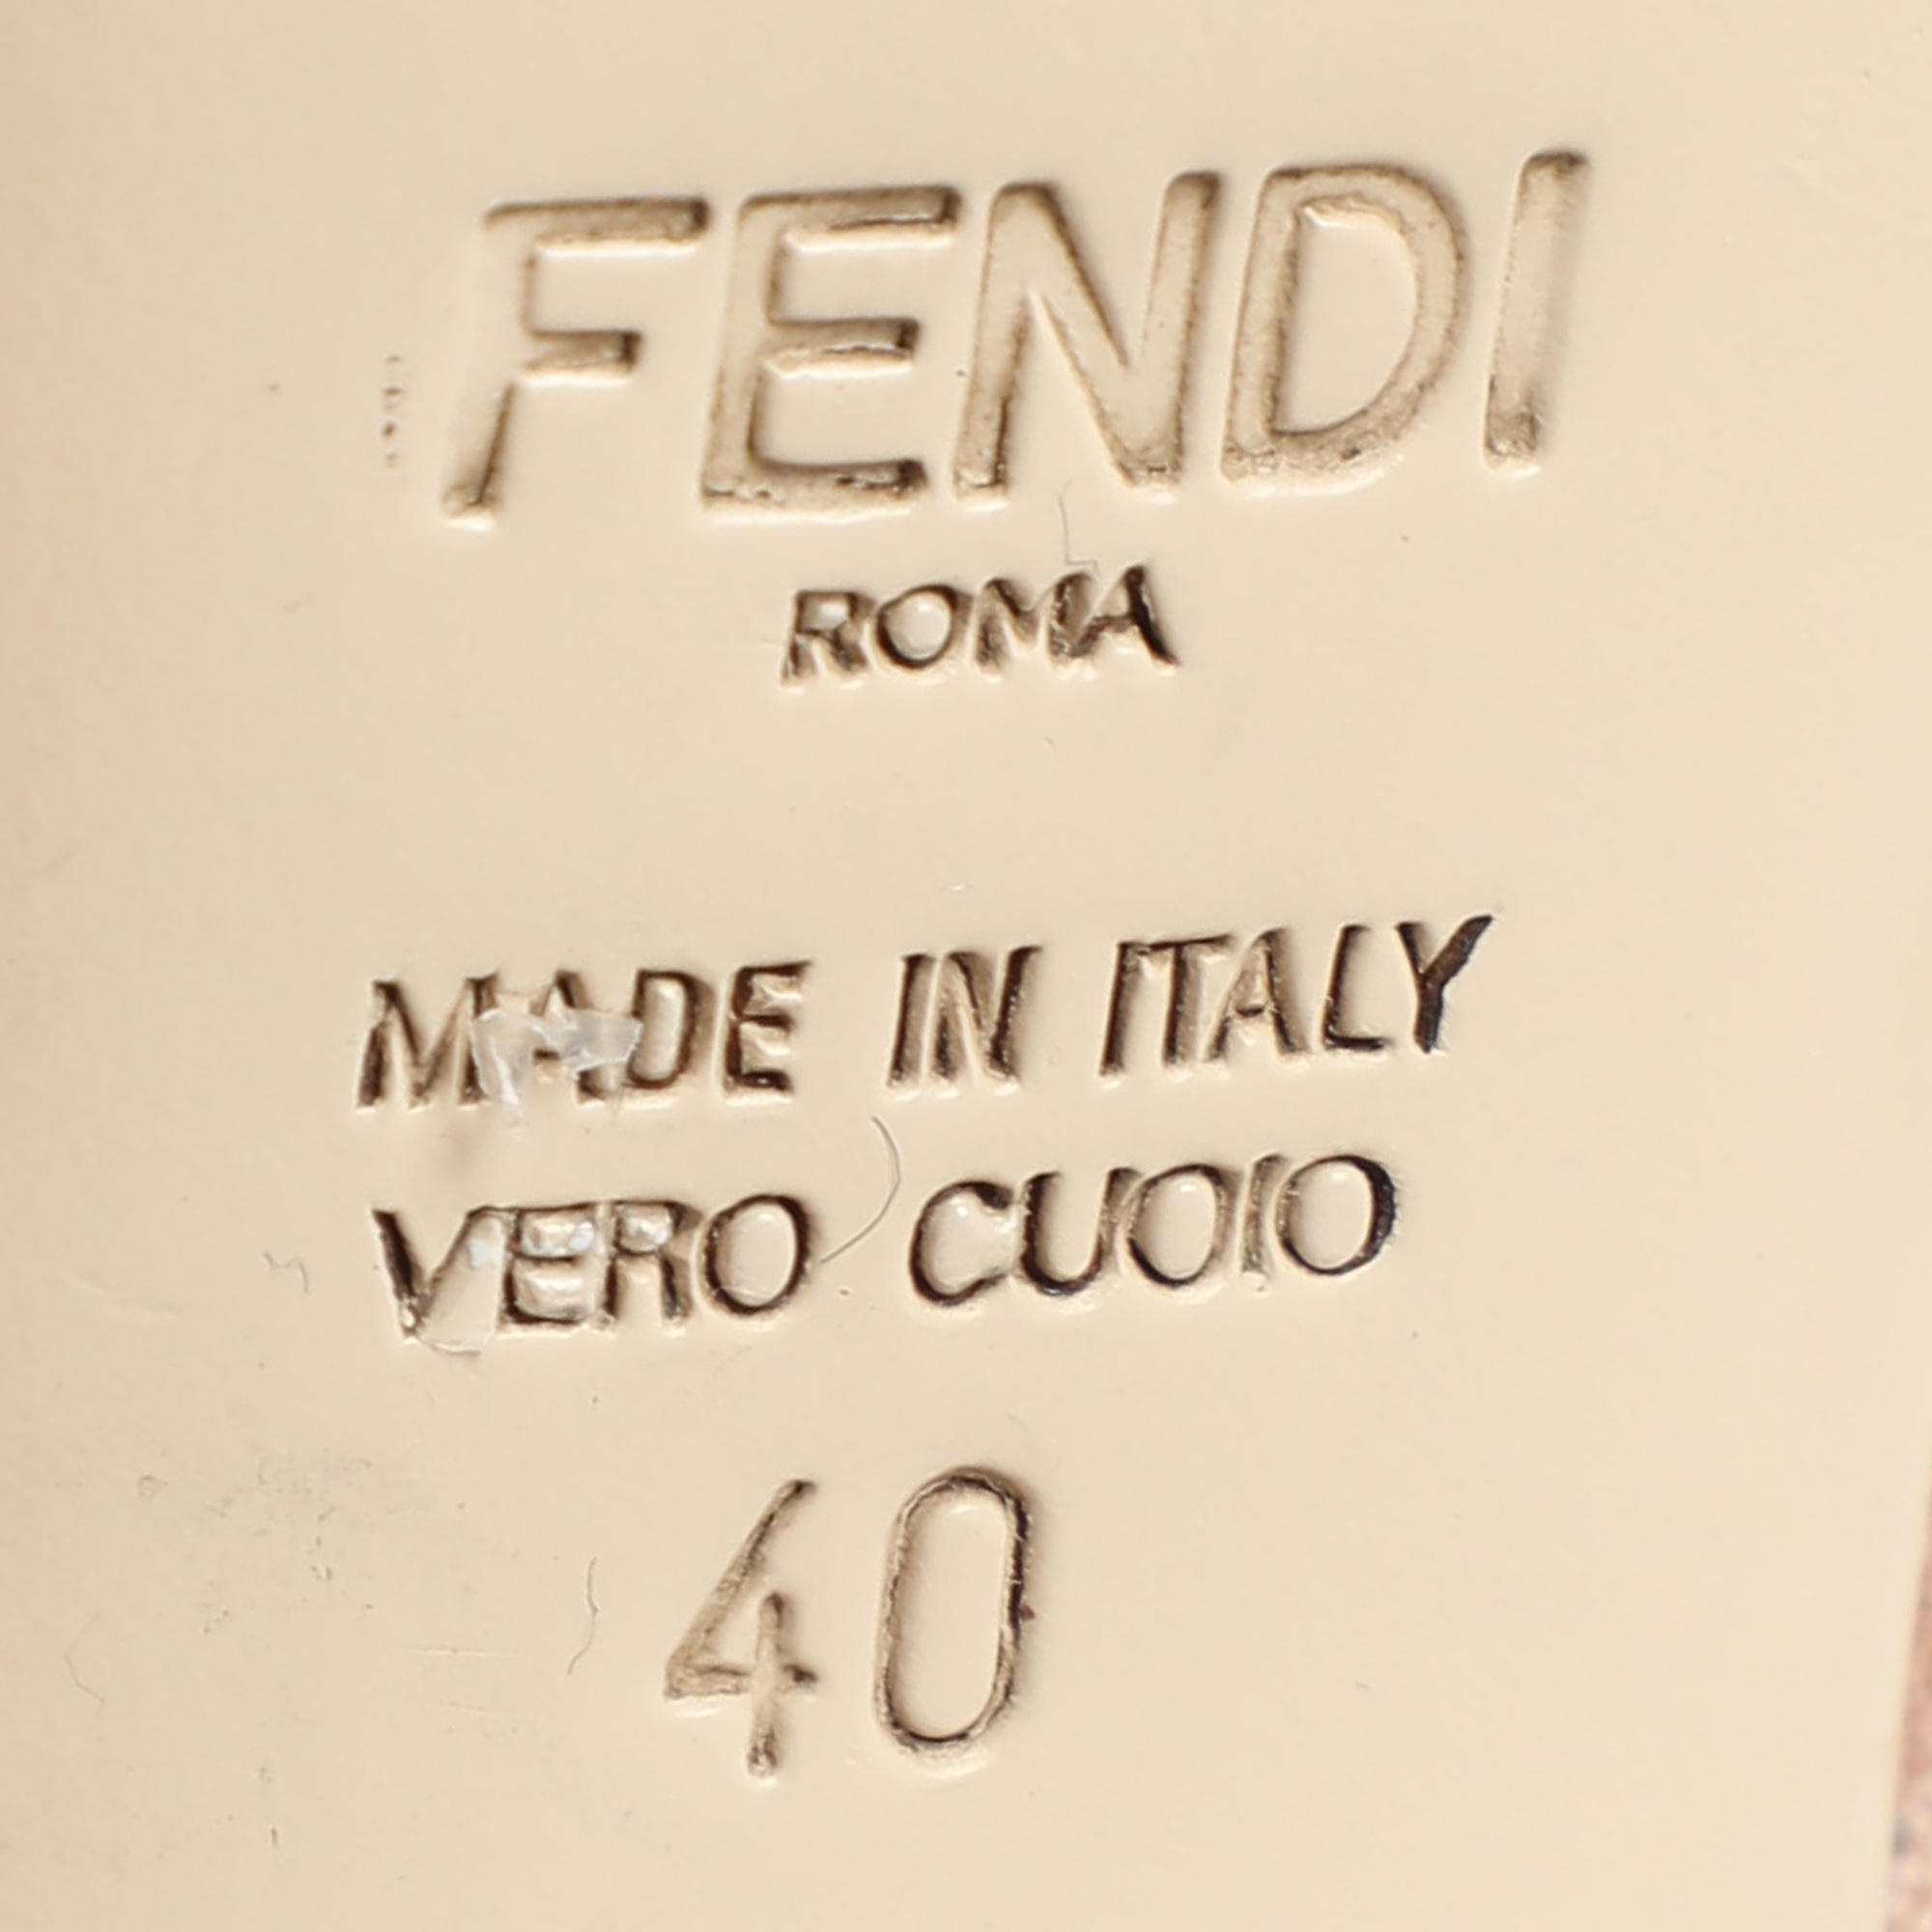 FENDI
ROMA
MADE IN ITALY
VERO CUOIO
40